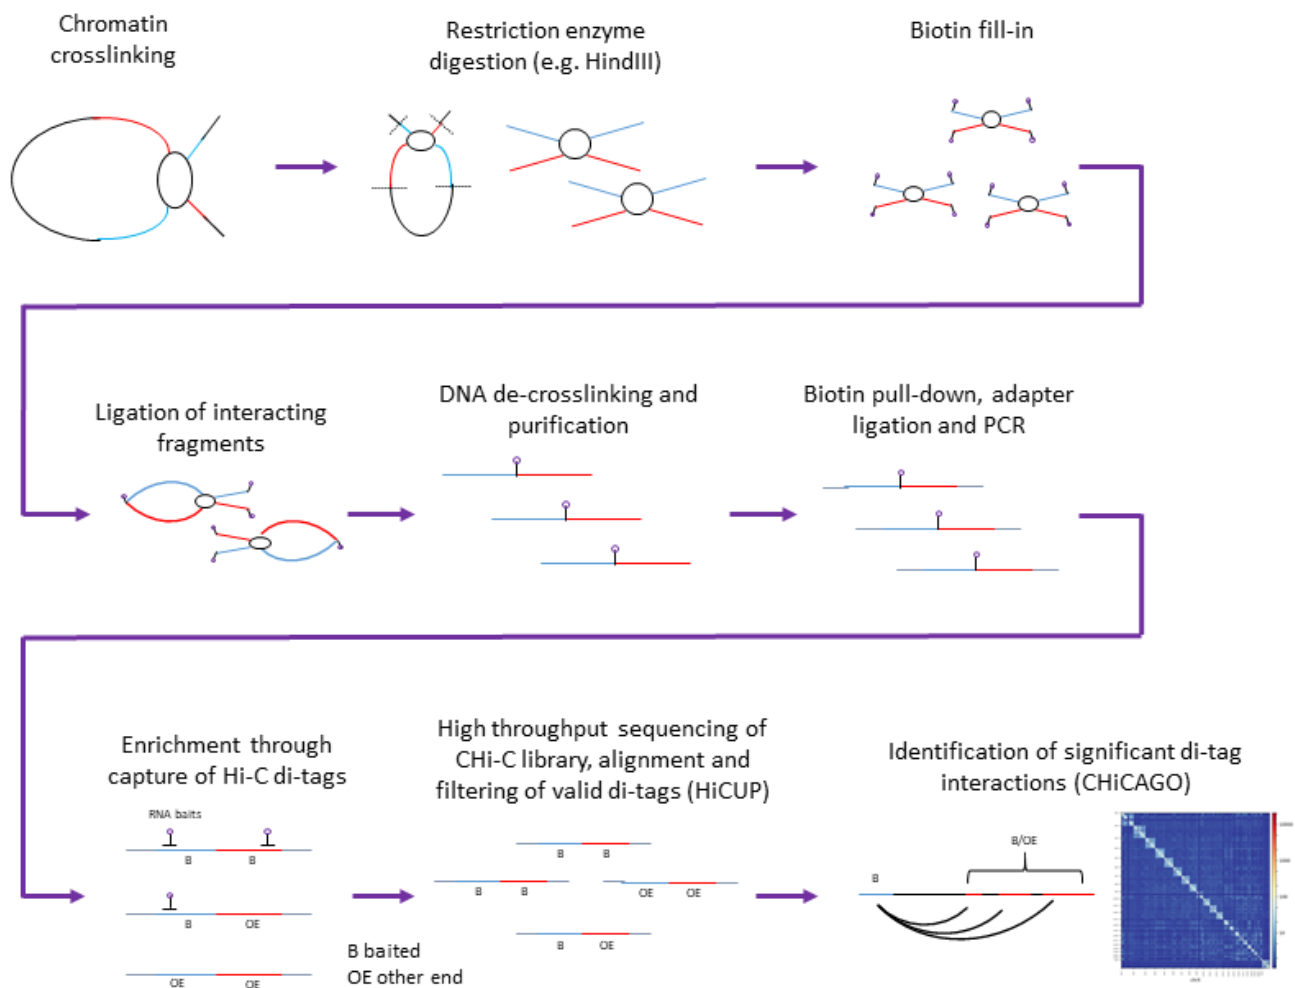 Chromatin
crosslinking
Restriction enzyme
digestion (e.g. HindIII)
Biotin fill-in
Ligation of interacting
fragments
DNA de-crosslinking and
purification
Biotin pull-down, adapter
ligation and PCR
Enrichment through
capture of Hi-C di-tags
RNA baits
B B
B OE
OE OE
B baited
OE other end
High throughput sequencing of
CHi-C library, alignment and
filtering of valid di-tags (HiCUP)
B B
B B
OE OE
B OE
Identification of significant di-tag
interactions (CHiCAGO)
B/OE
B